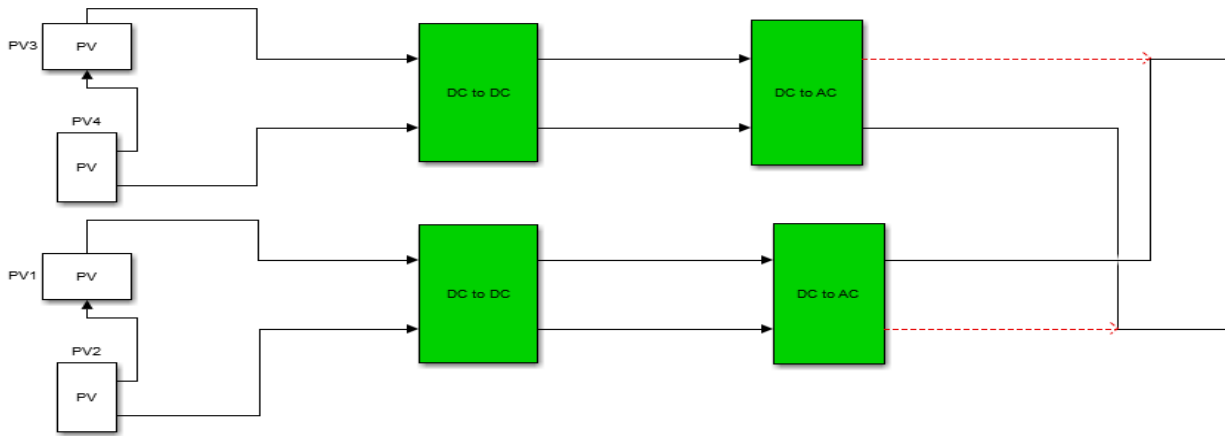 PV3
PV
DC to DC
DC to AC
PV4
PV
PV1
PV
DC to DC
DC to AC
PV2
PV